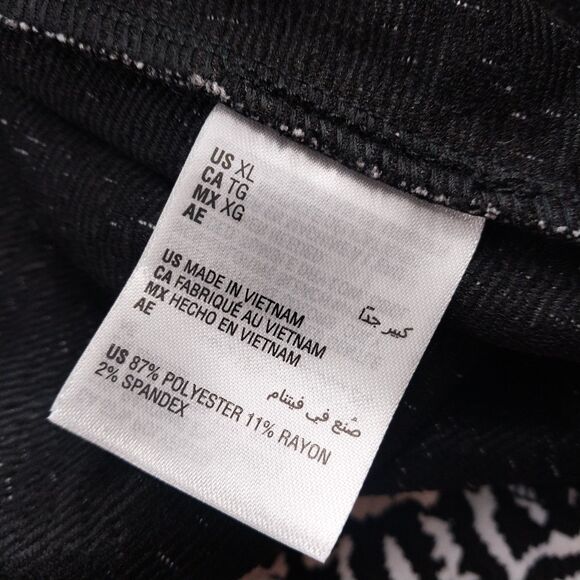 US XL
CA TG
MX XG
AE كبير جدًا
US MADE IN VIETNAM
CA FABRIQUÉ AU VIETNAM
MX HECHO EN VIETNAM
AE صُنع في فيتنام
US 87% POLYESTER 11% RAYON
2% SPANDEX